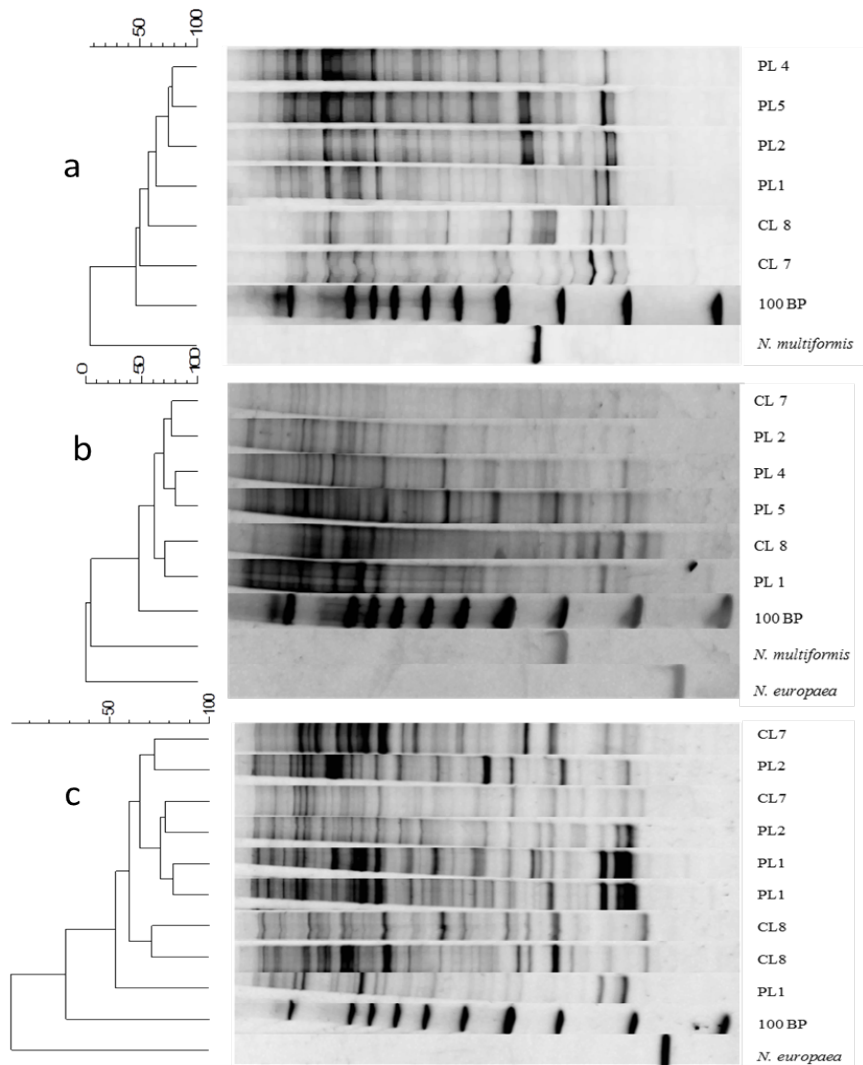 50 100
a
PL 4
PL5
PL2
PL1
CL 8
CL 7
100 BP
N. multiformis
0 50 100
b
CL 7
PL 2
PL 4
PL 5
CL 8
PL 1
100 BP
N. multiformis
N. europaea
50 100
c
CL7
PL2
CL7
PL2
PL1
PL1
CL8
CL8
PL1
100 BP
N. europaea